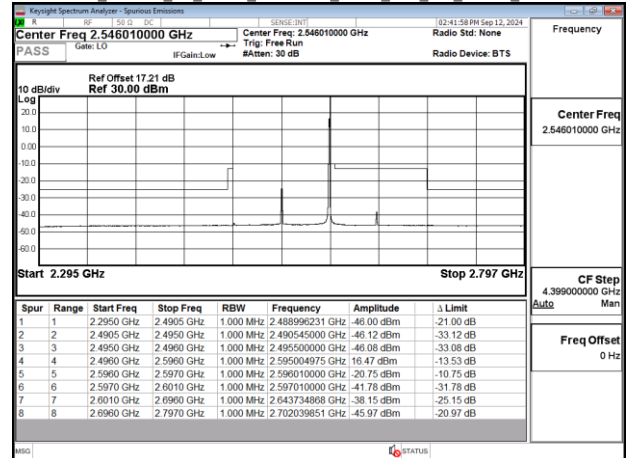 Keysight Spectrum Analyzer - Spurious Emissions
R RF 50 Ω DC SENSE:INT 02:41:58 PM Sep 12, 2024
Center Freq 2.546010000 GHz Center Freq: 2.546010000 GHz Radio Std: None Frequency
PASS Gate: LO IFGain:Low Trig: Free Run
#Atten: 30 dB Radio Device: BTS
Ref Offset 17.21 dB
10 dB/div Ref 30.00 dBm
Log
20.0
10.0
0.00
-10.0
-20.0
-30.0
-40.0
-50.0
-60.0
Start 2.295 GHz Stop 2.797 GHz
Center Freq
2.546010000 GHz
CF Step
4.399000000 GHz
Auto Man
Freq Offset
0 Hz
Spur Range Start Freq Stop Freq RBW Frequency Amplitude Δ Limit
1 1 2.2950 GHz 2.4905 GHz 1.000 MHz 2.488996231 GHz -46.00 dBm -21.00 dB
2 2 2.4905 GHz 2.4950 GHz 1.000 MHz 2.490545000 GHz -46.12 dBm -33.12 dB
3 3 2.4950 GHz 2.4960 GHz 1.000 MHz 2.495500000 GHz -46.08 dBm -33.08 dB
4 4 2.4960 GHz 2.5960 GHz 1.000 MHz 2.595004975 GHz 16.47 dBm -13.53 dB
5 5 2.5960 GHz 2.5970 GHz 1.000 MHz 2.596010000 GHz -20.75 dBm -10.75 dB
6 6 2.5970 GHz 2.6010 GHz 1.000 MHz 2.597010000 GHz -41.78 dBm -31.78 dB
7 7 2.6010 GHz 2.6960 GHz 1.000 MHz 2.643734868 GHz -38.15 dBm -25.15 dB
8 8 2.6960 GHz 2.7970 GHz 1.000 MHz 2.702039851 GHz -45.97 dBm -20.97 dB
MSG STATUS